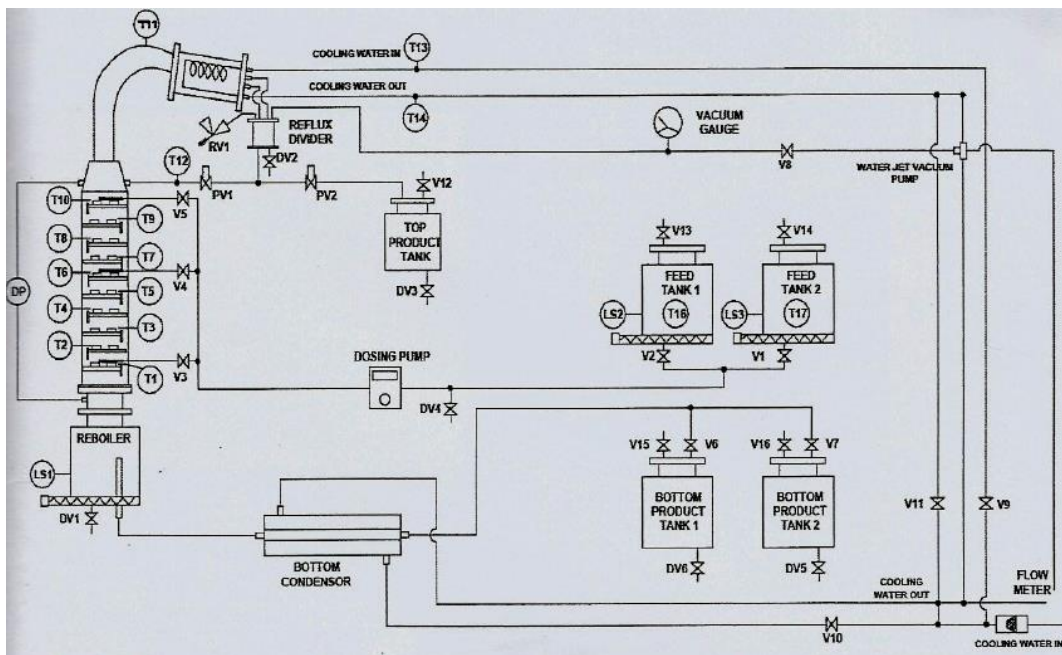 T11
COOLING WATER IN
T13
COOLING WATER OUT
T14
RV1
REFLUX
DIVIDER
DV2
VACUUM
GAUGE
V8
WATER JET VACUUM
PUMP
T12
PV1
PV2
V12
TOP
PRODUCT
TANK
DV3
T10
V5
T9
T8
T7
T6
V4
T5
DP
T4
T3
T2
V3
T1
V13
V14
FEED
TANK 1
FEED
TANK 2
LS2
T16
LS3
T17
V2
V1
DOSING PUMP
DV4
REBOILER
LS1
DV1
V15
V6
V16
V7
BOTTOM
PRODUCT
TANK 1
BOTTOM
PRODUCT
TANK 2
DV6
DV5
V11
V9
BOTTOM
CONDENSOR
COOLING
WATER OUT
FLOW
METER
V10
COOLING WATER IN